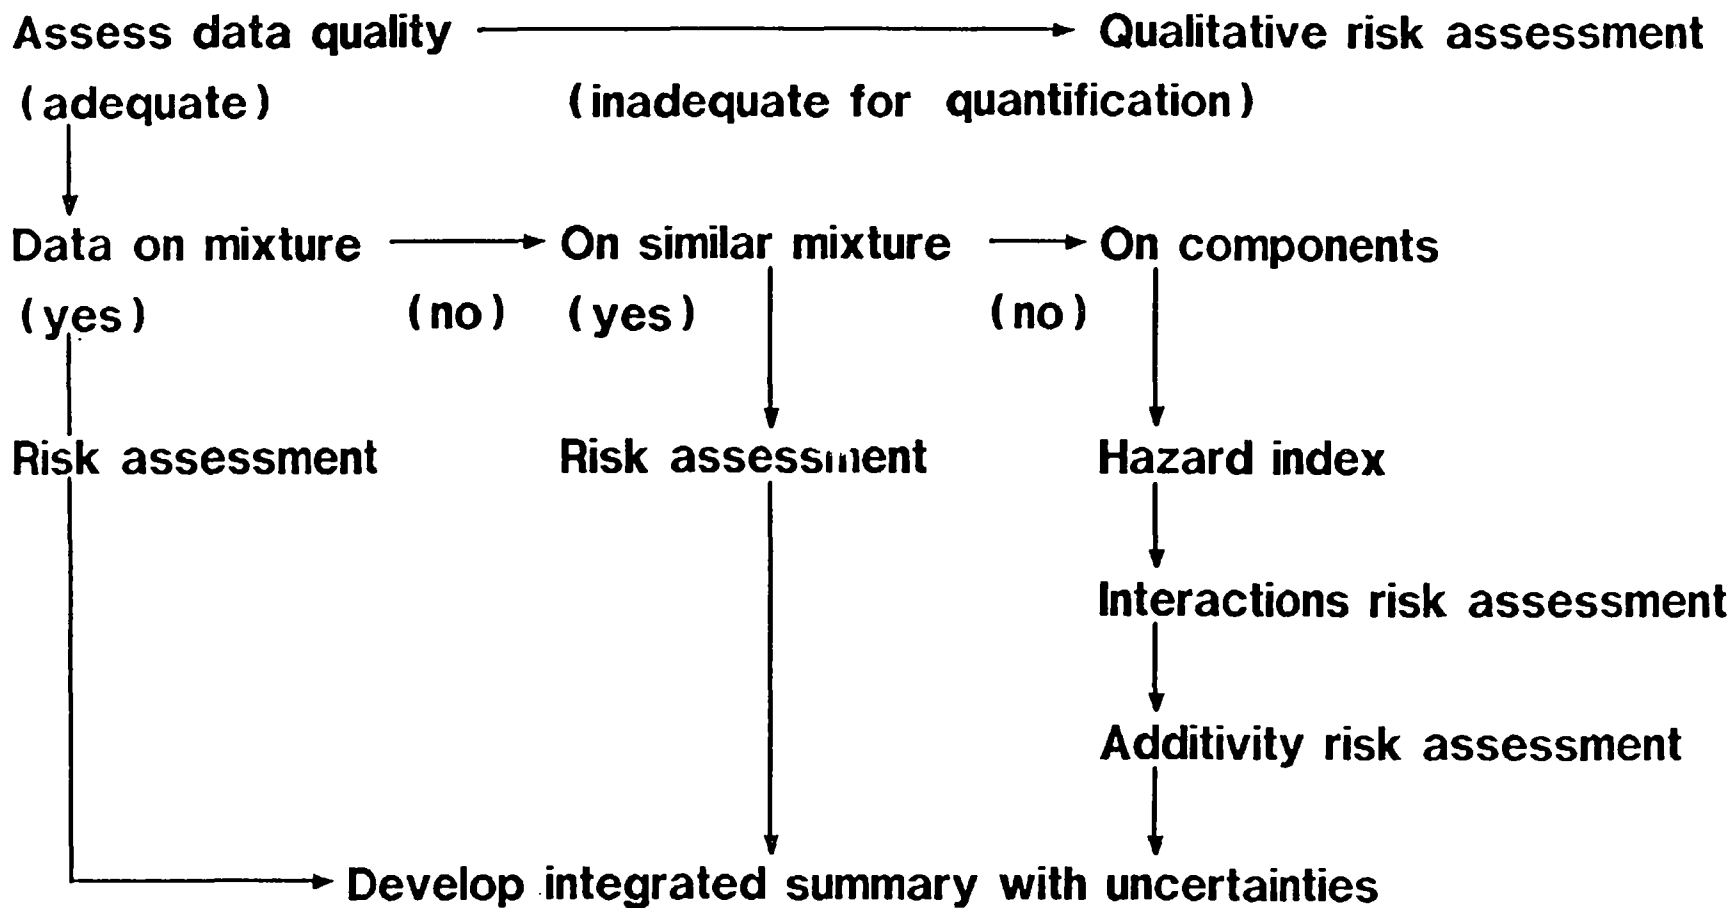 Assess data quality Qualitative risk assessment
(adequate) (inadequate for quantification)
Data on mixture On similar mixture On components
(yes) (no) (yes) (no)
Risk assessment Risk assessment Hazard index
Interactions risk assessment
Additivity risk assessment
Develop integrated summary with uncertainties